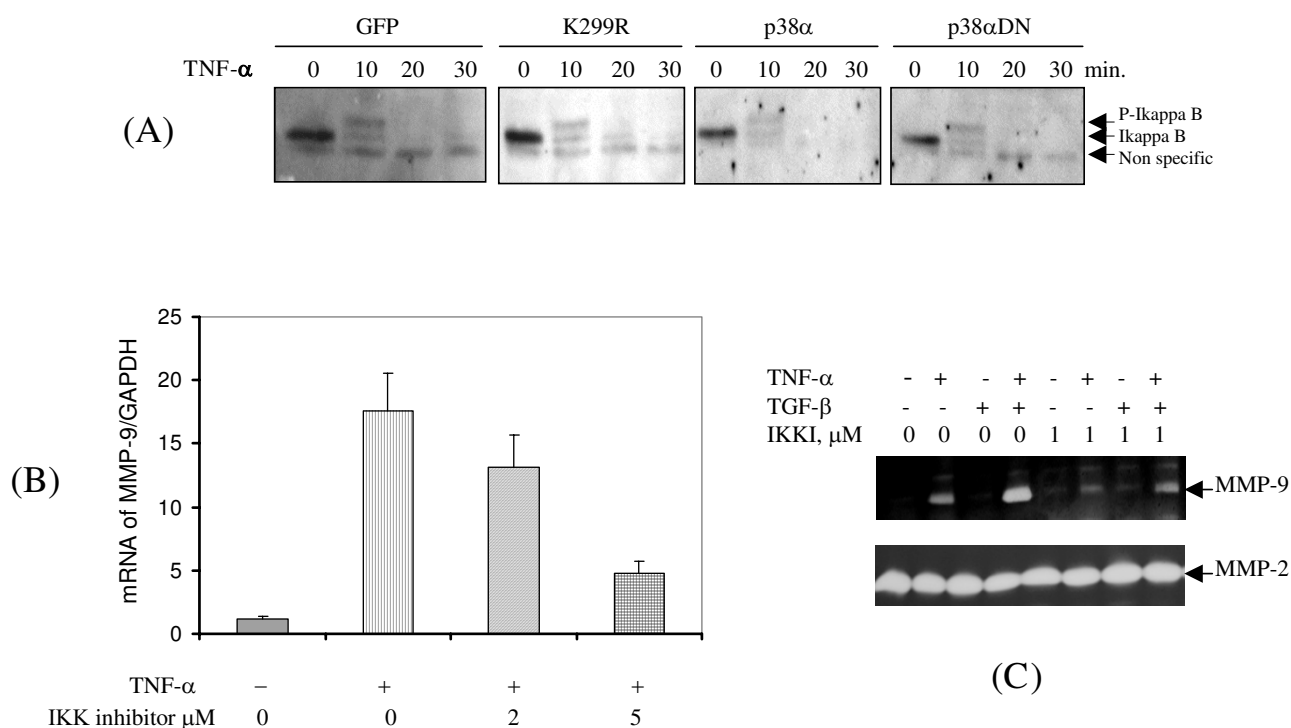 GFP K299R p38α p38αDN
TNF-α 0 10 20 30 0 10 20 30 0 10 20 30 0 10 20 30 min.
(A)
P-Ikappa B
Ikappa B
Non specific
(B)
mRNA of MMP-9/GAPDH
25
20
15
10
5
0
TNF-α − + + +
IKK inhibitor μM 0 0 2 5
TNF-α - + - + - + - +
TGF-β - - + + - - + +
IKKI, μM 0 0 0 0 1 1 1 1
MMP-9
MMP-2
(C)